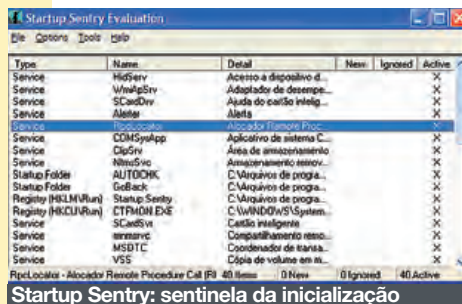 Startup Sentry Evaluation
File Options Tools Help
Type Name Detail New Ignored Active
Service HidServ Acesso a dispositivo d... X
Service WmiApSrv Adaptador de desempe... X
Service SCardDrv Ajuda do cartão intelig... X
Service Alerter Alerta X
Service RpcLocator Alocador Remote Proc... X
Service COMSysApp Aplicativo de sistema C... X
Service ClipSrv Área de armazenamento X
Service NtmsSvc Armazenamento remov... X
Startup Folder AUTOCHK C:\Arquivos de progra... X
Startup Folder GoBack C:\Arquivos de progra... X
Registry (HKLM\Run) Startup Sentry C:\Arquivos de progra... X
Registry (HKCU\Run) CTFMON.EXE C:\WINDOWS\System... X
Service SCardSvr Cartão inteligente X
Service mnmsrvc Compartilhamento remo... X
Service MSDTC Coordenador de transa... X
Service VSS Cópia de volume em m... X
RpcLocator - Alocador Remote Procedure Call (R 40 Items 0 New 0 Ignored 40 Active
Startup Sentry: sentinela da inicialização